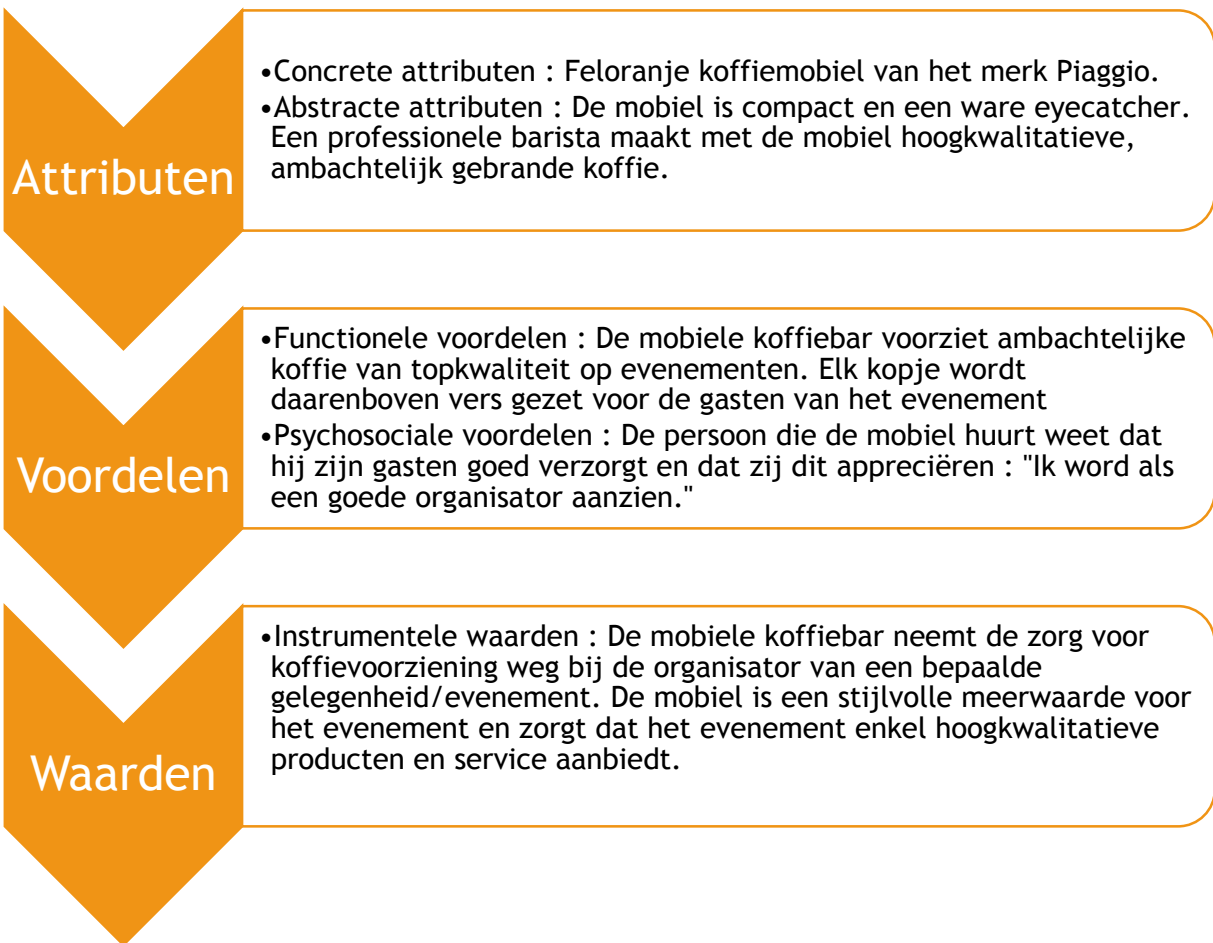 Attributen
•Concrete attributen : Feloranje koffiemobiel van het merk Piaggio.
•Abstracte attributen : De mobiel is compact en een ware eyecatcher.
Een professionele barista maakt met de mobiel hoogkwalitatieve,
ambachtelijk gebrande koffie.
Voordelen
•Functionele voordelen : De mobiele koffiebar voorziet ambachtelijke
koffie van topkwaliteit op evenementen. Elk kopje wordt
daarenboven vers gezet voor de gasten van het evenement
•Psychosociale voordelen : De persoon die de mobiel huurt weet dat
hij zijn gasten goed verzorgt en dat zij dit appreciëren : "Ik word als
een goede organisator aanzien."
Waarden
•Instrumentele waarden : De mobiele koffiebar neemt de zorg voor
koffievoorziening weg bij de organisator van een bepaalde
gelegenheid/evenement. De mobiel is een stijlvolle meerwaarde voor
het evenement en zorgt dat het evenement enkel hoogkwalitatieve
producten en service aanbiedt.